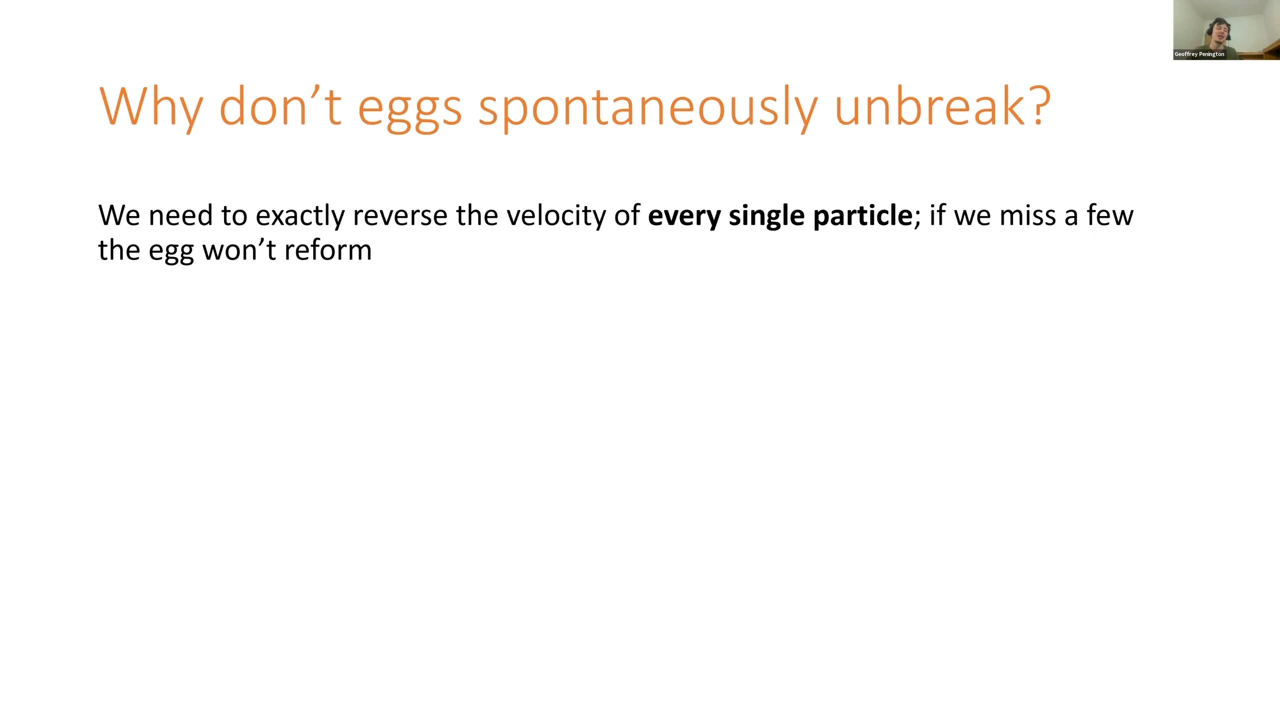 Geoffrey Penington
Why don’t eggs spontaneously unbreak?
We need to exactly reverse the velocity of every single particle; if we miss a few
the egg won’t reform